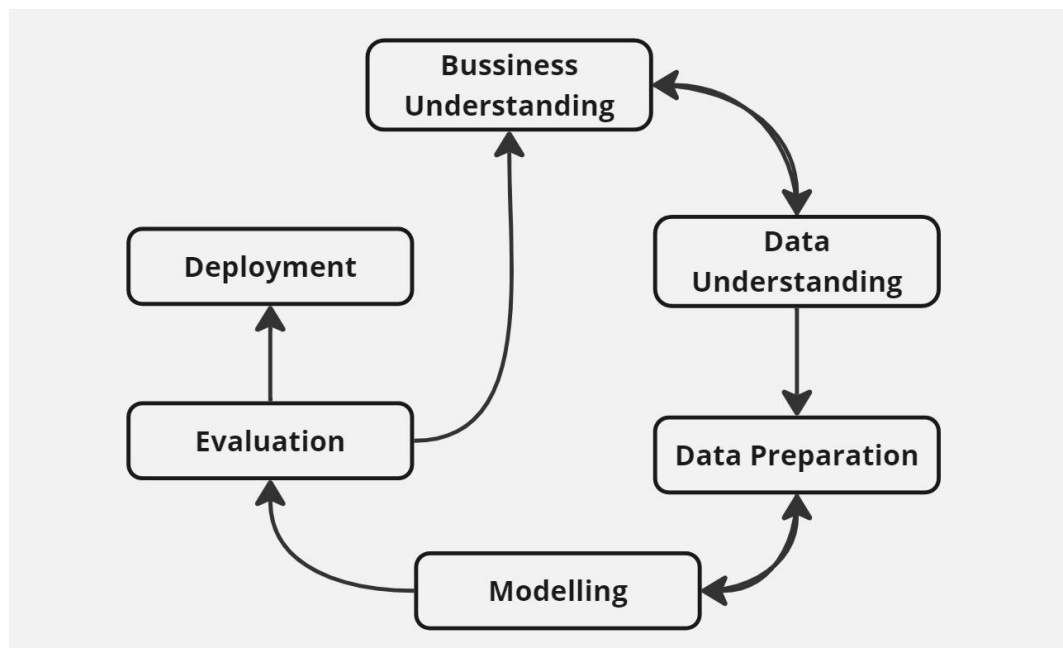 Bussiness
Understanding
Data
Understanding
Deployment
Evaluation
Data Preparation
Modelling